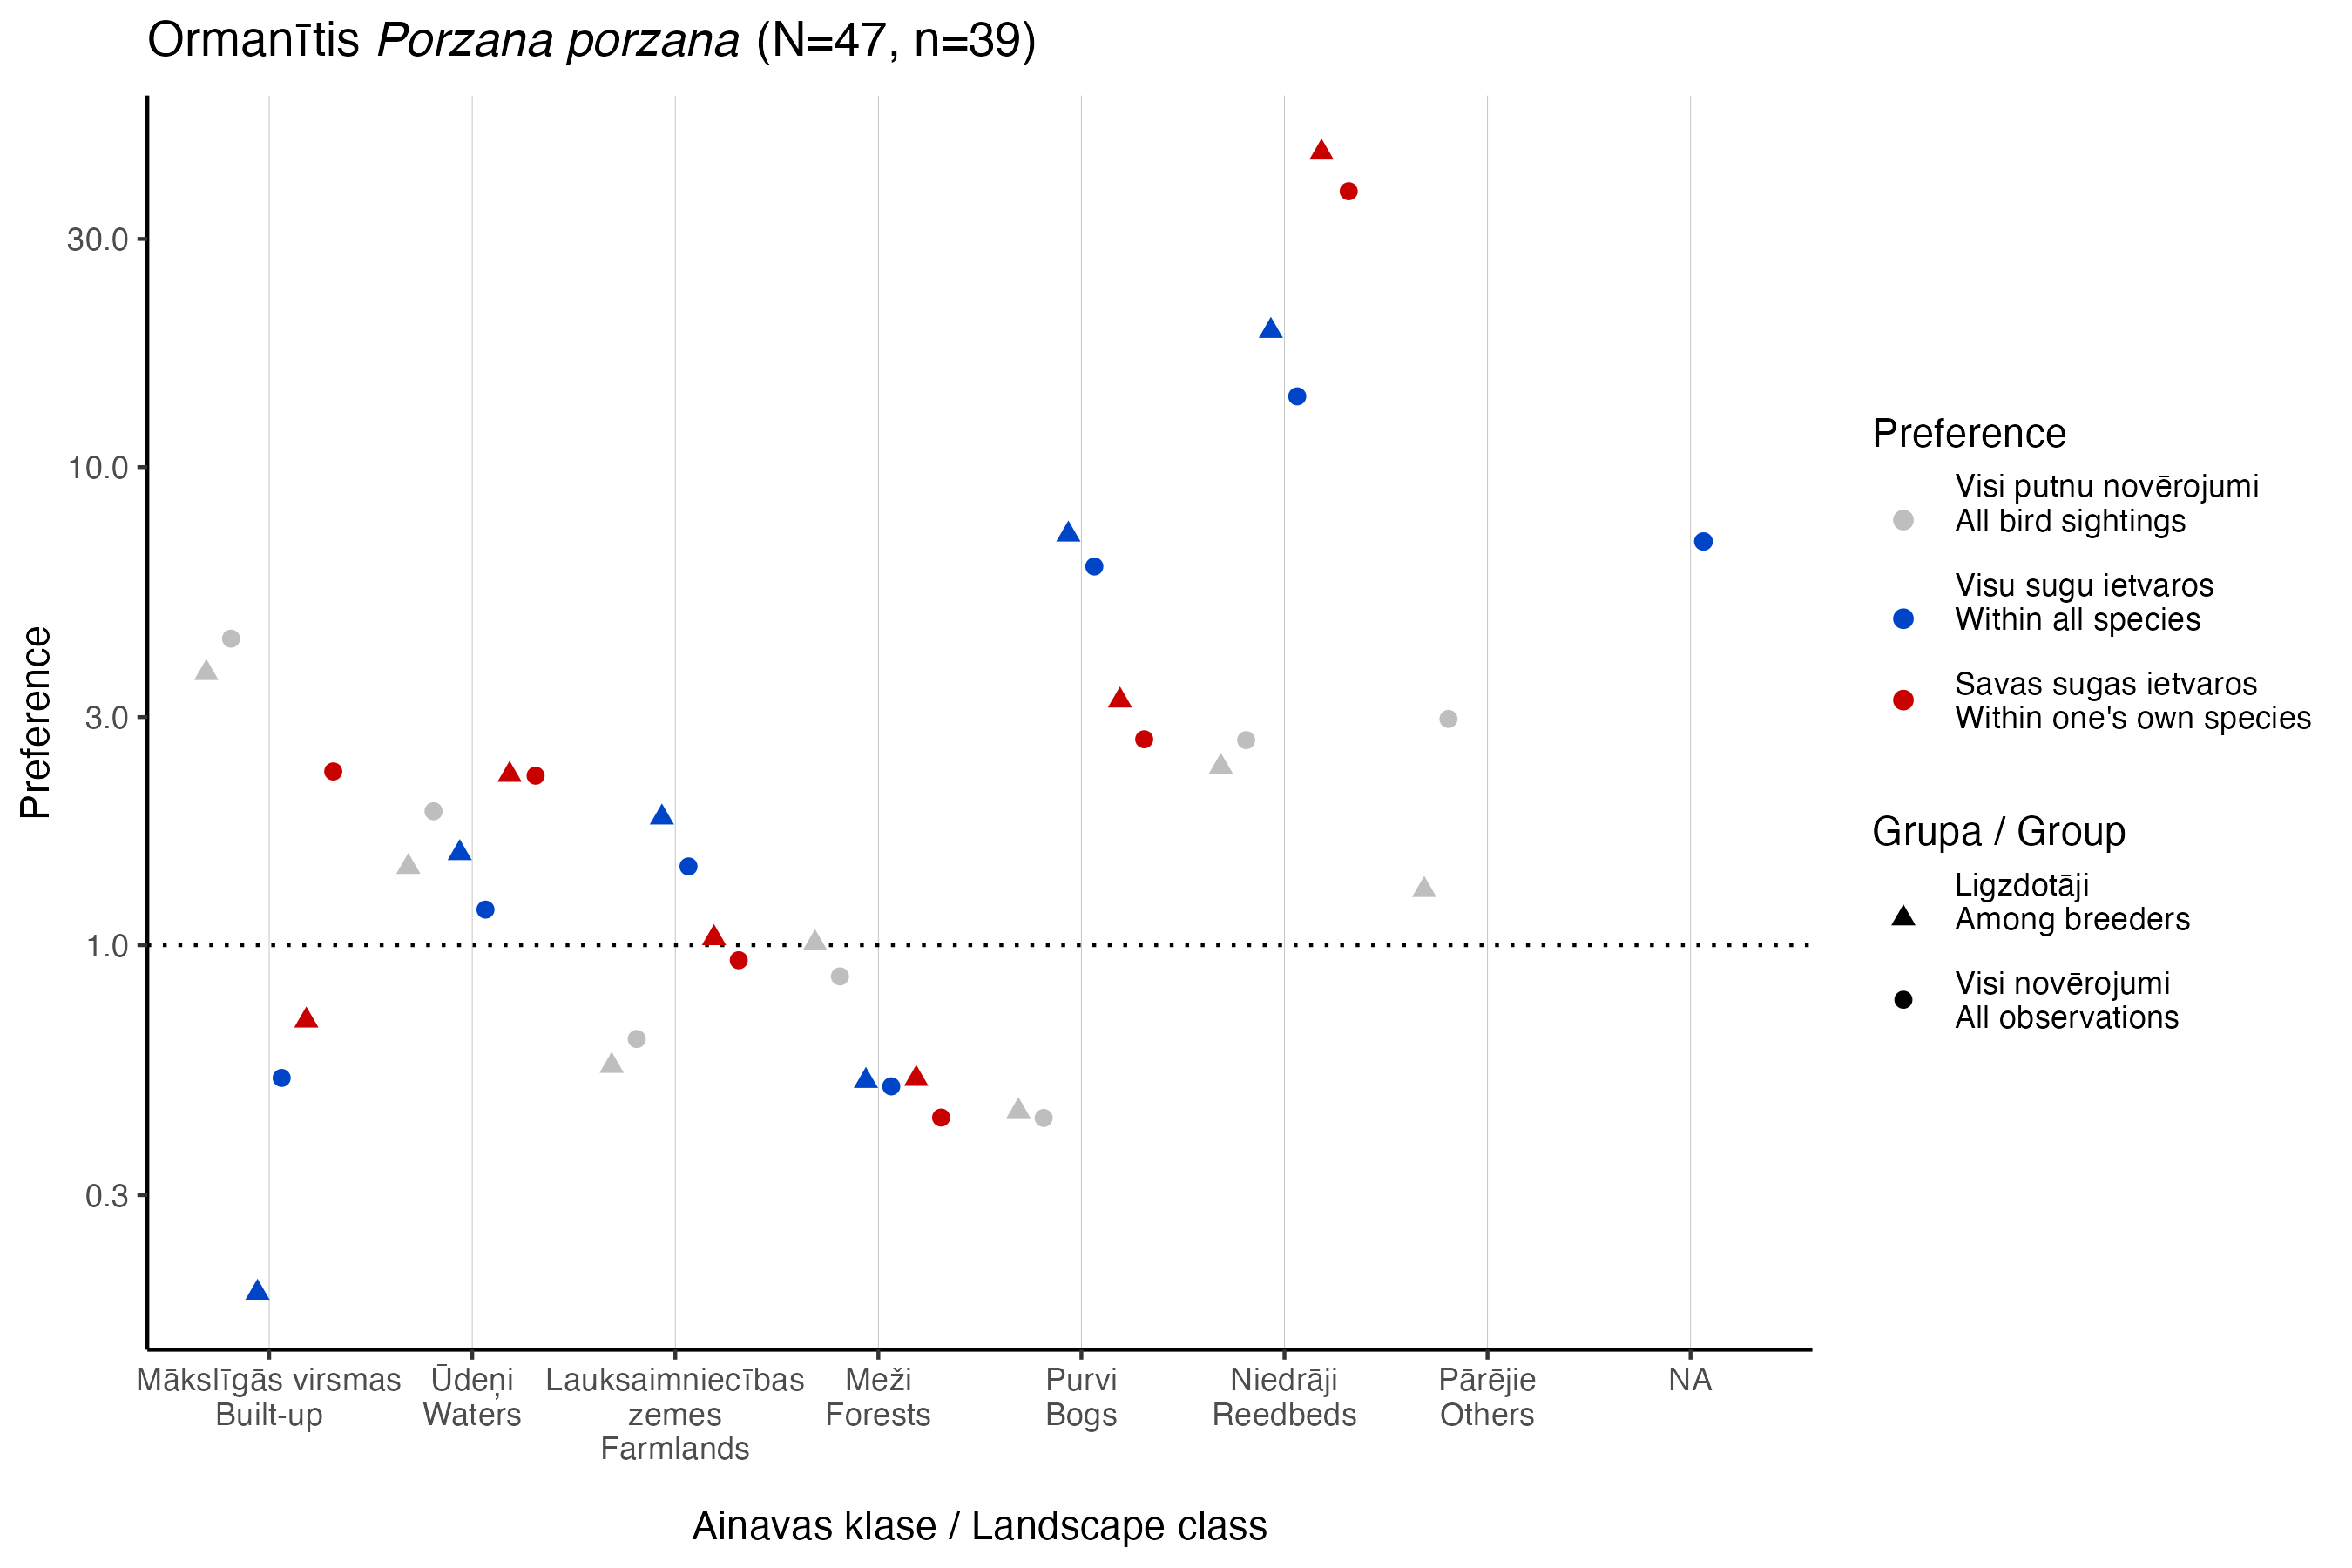 Ormanītis Porzana porzana (N=47, n=39)
Preference
30.0
10.0
3.0
1.0
0.3
Mākslīgās virsmas
Built-up
Ūdeņi
Waters
Lauksaimniecības
zemes
Farmlands
Meži
Forests
Purvi
Bogs
Niedrāji
Reedbeds
Pārējie
Others
NA
Ainavas klase / Landscape class
Preference
Visi putnu novērojumi
All bird sightings
Visu sugu ietvaros
Within all species
Savas sugas ietvaros
Within one's own species
Grupa / Group
Ligzdotāji
Among breeders
Visi novērojumi
All observations